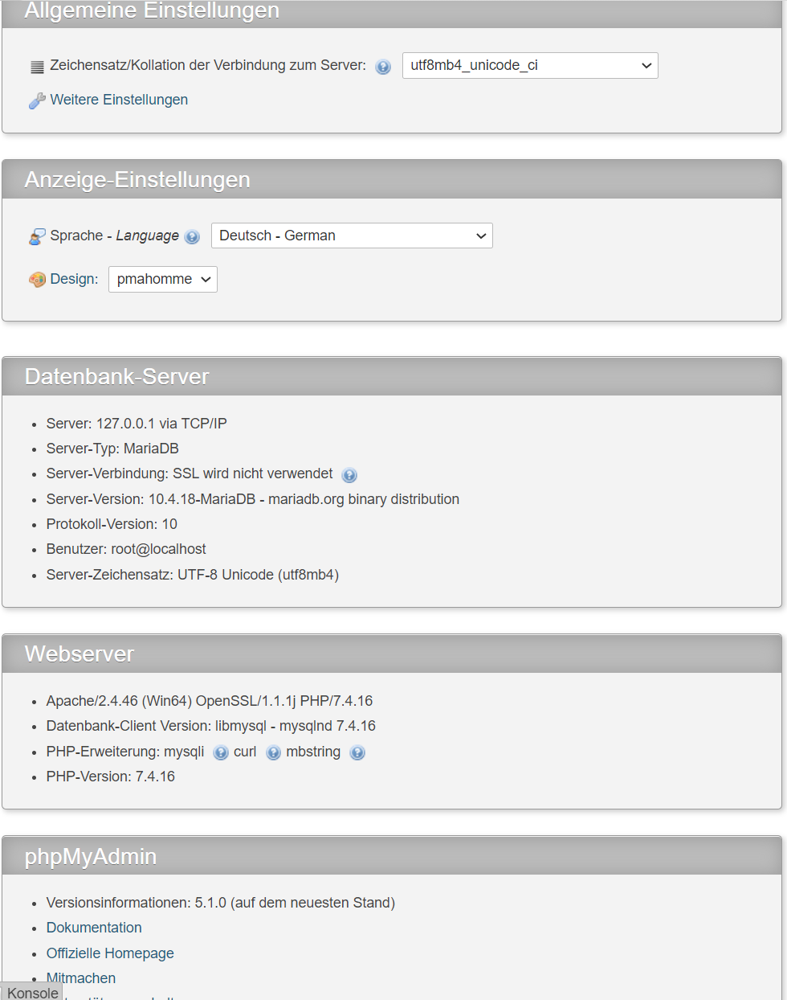 Allgemeine Einstellungen
Zeichensatz/Kollation der Verbindung zum Server: utf8mb4_unicode_ci
Weitere Einstellungen
Anzeige-Einstellungen
Sprache - Language Deutsch - German
Design: pmahomme
Datenbank-Server
Server: 127.0.0.1 via TCP/IP
Server-Typ: MariaDB
Server-Verbindung: SSL wird nicht verwendet
Server-Version: 10.4.18-MariaDB - mariadb.org binary distribution
Protokoll-Version: 10
Benutzer: root@localhost
Server-Zeichensatz: UTF-8 Unicode (utf8mb4)
Webserver
Apache/2.4.46 (Win64) OpenSSL/1.1.1j PHP/7.4.16
Datenbank-Client Version: libmysql - mysqlnd 7.4.16
PHP-Erweiterung: mysqli curl mbstring
PHP-Version: 7.4.16
phpMyAdmin
Versionsinformationen: 5.1.0 (auf dem neuesten Stand)
Dokumentation
Offizielle Homepage
Mitmachen
Konsole